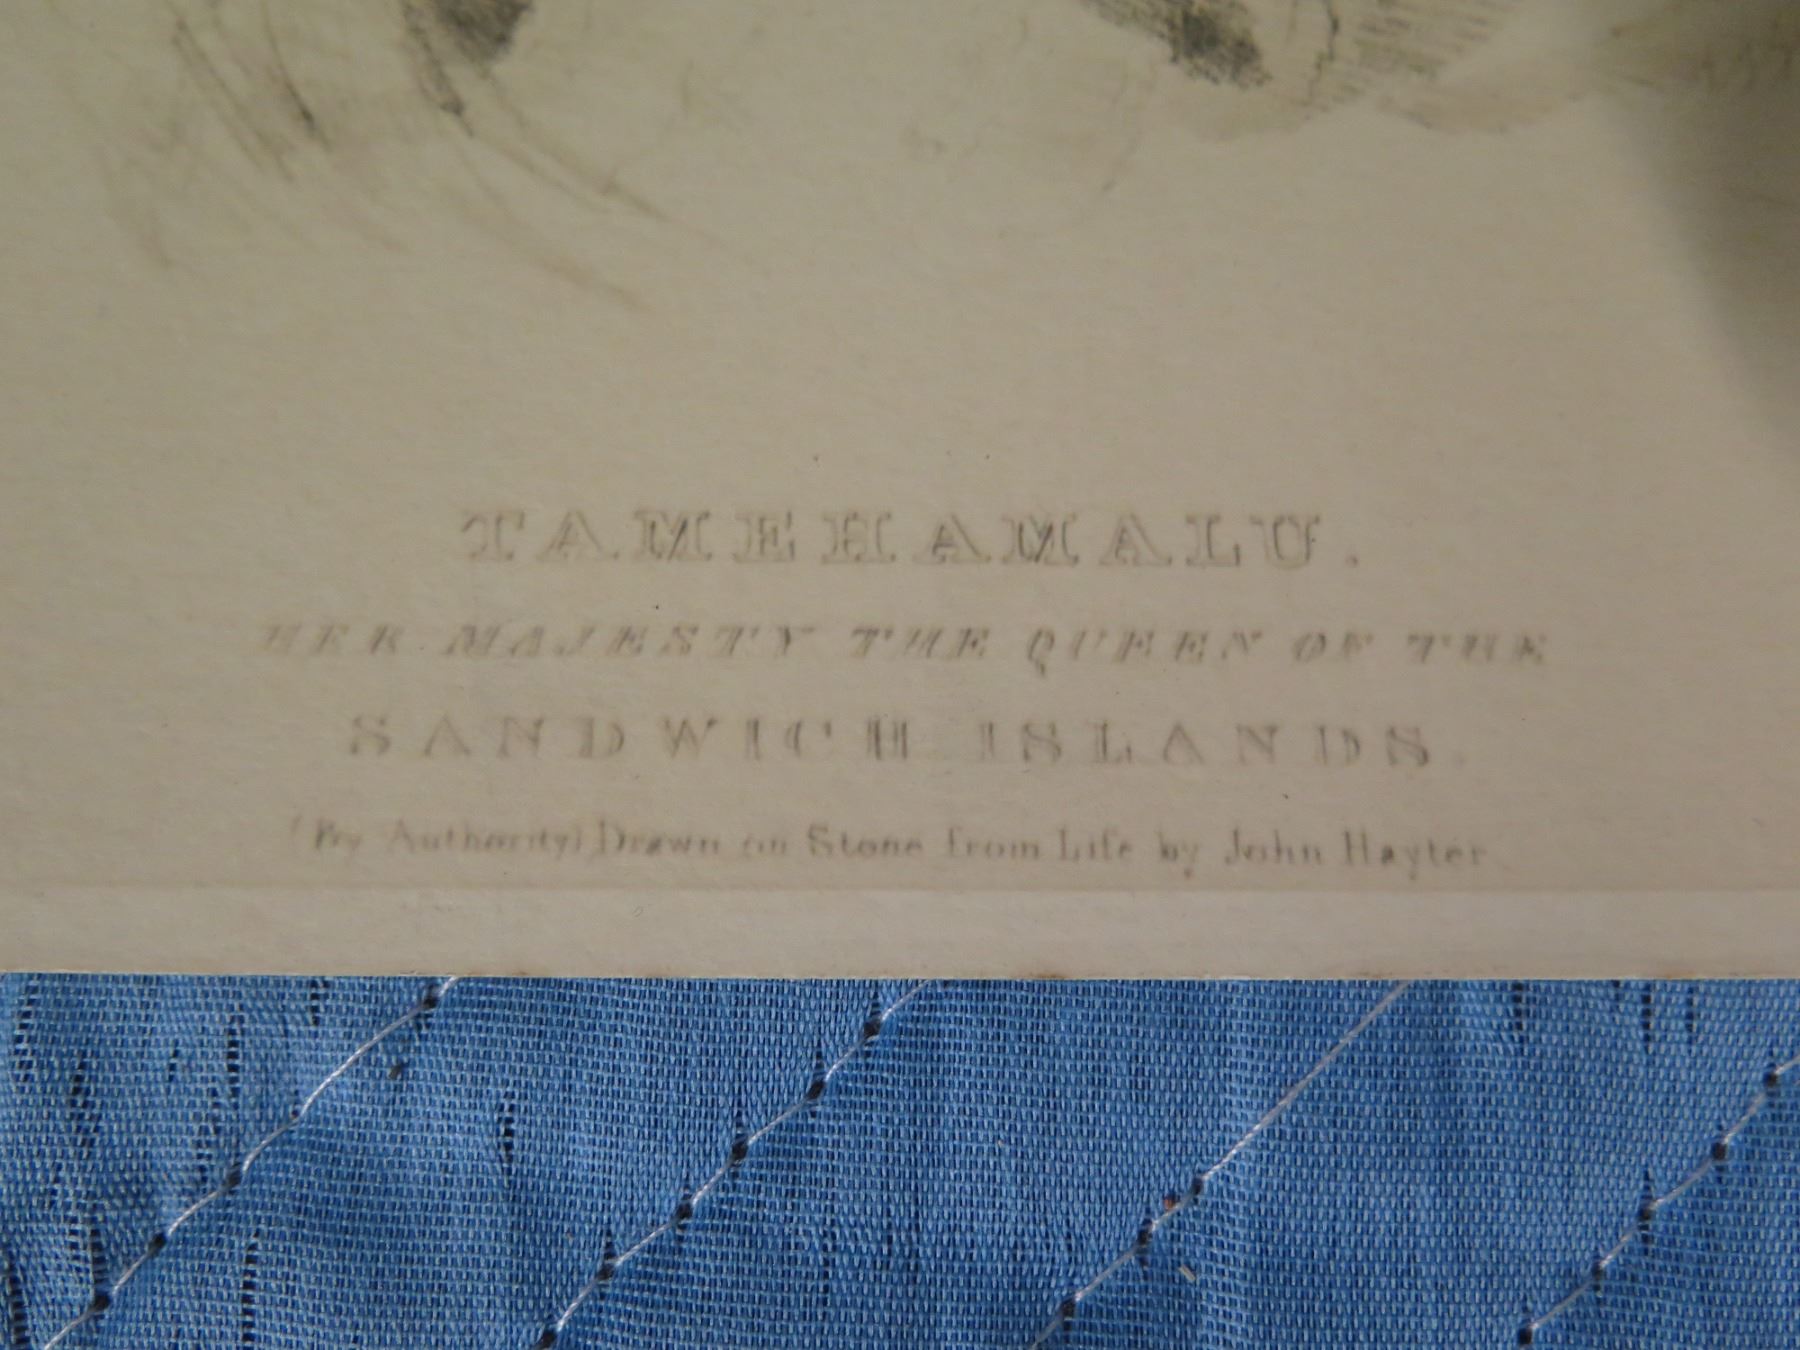 TAMEHAMALU.
HER MAJESTY THE QUEEN OF THE
SANDWICH ISLANDS.
(By Authority) Drawn on Stone from Life by John Hayter